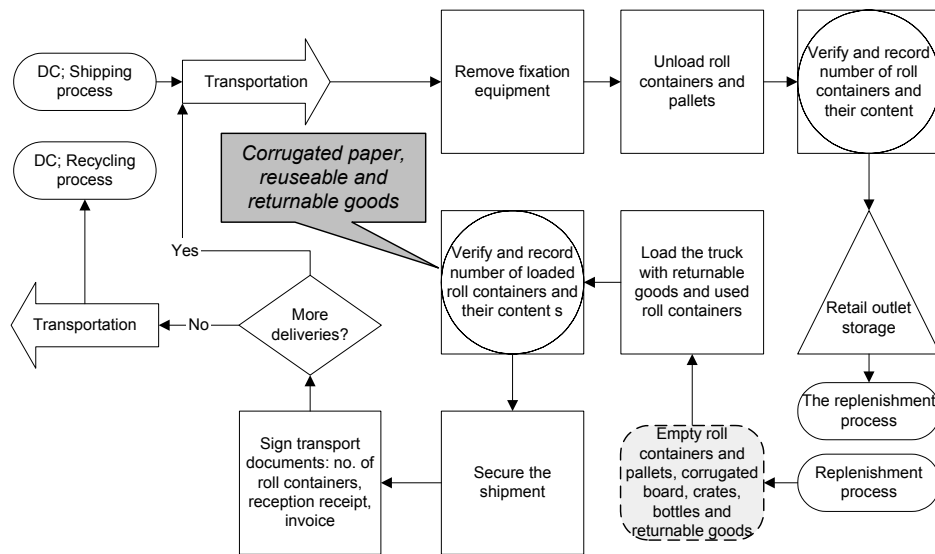 DC; Shipping
process
Transportation
Remove fixation
equipment
Unload roll
containers and
pallets
Verify and record
number of roll
containers and
their content
DC; Recycling
process
Corrugated paper,
reuseable and
returnable goods
Yes
Verify and record
number of loaded
roll containers and
their content s
Load the truck
with returnable
goods and used
roll containers
Retail outlet
storage
Transportation
No
More
deliveries?
The replenishment
process
Sign transport
documents: no. of
roll containers,
reception receipt,
invoice
Secure the
shipment
Empty roll
containers and
pallets, corrugated
board, crates,
bottles and
returnable goods
Replenishment
process